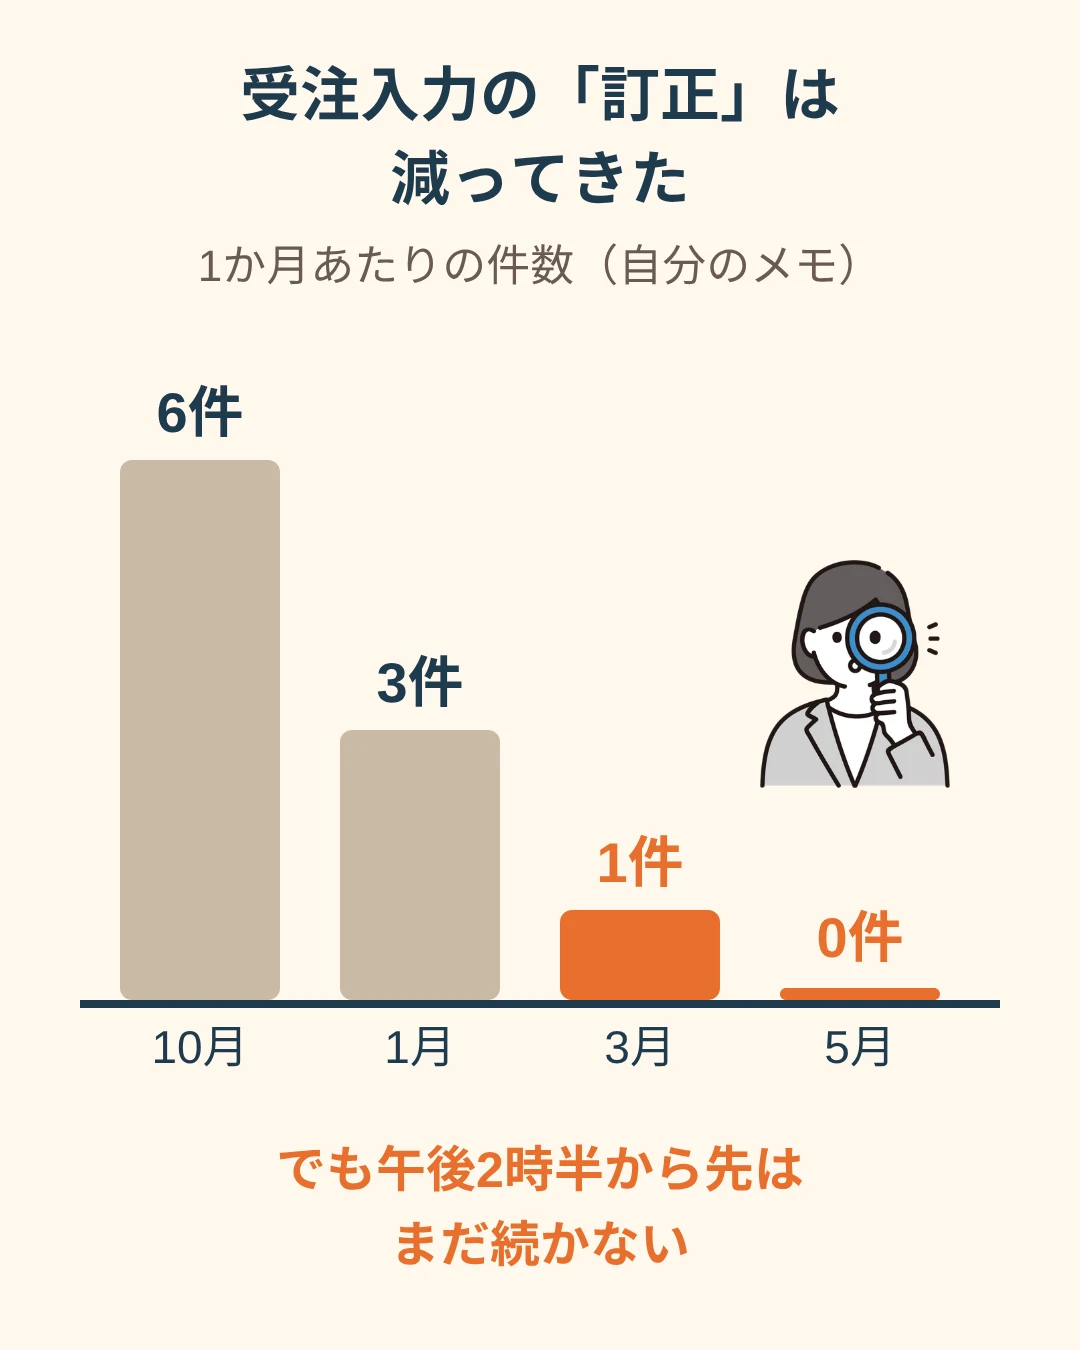 受注入力の「訂正」は
減ってきた
1か月あたりの件数（自分のメモ）
6件
3件
1件
0件
10月
1月
3月
5月
でも午後2時半から先は
まだ続かない